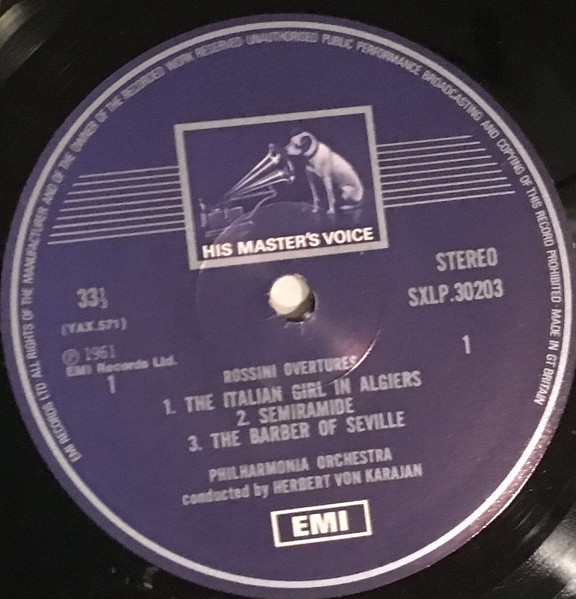 EMI RECORDS LTD ALL RIGHTS OF THE MANUFACTURER AND OF THE OWNER OF THE RECORDED WORK RESERVED UNAUTHORISED PUBLIC PERFORMANCE BROADCASTING AND COPYING OF THIS RECORD PROHIBITED · MADE IN GT BRITAIN
HIS MASTER'S VOICE
STEREO
33⅓
SXLP.30203
(YAX.571)
Ⓟ 1961
EMI Records Ltd.
1
1
ROSSINI OVERTURES
1. THE ITALIAN GIRL IN ALGIERS
2. SEMIRAMIDE
3. THE BARBER OF SEVILLE
PHILHARMONIA ORCHESTRA
conducted by HERBERT VON KARAJAN
EMI